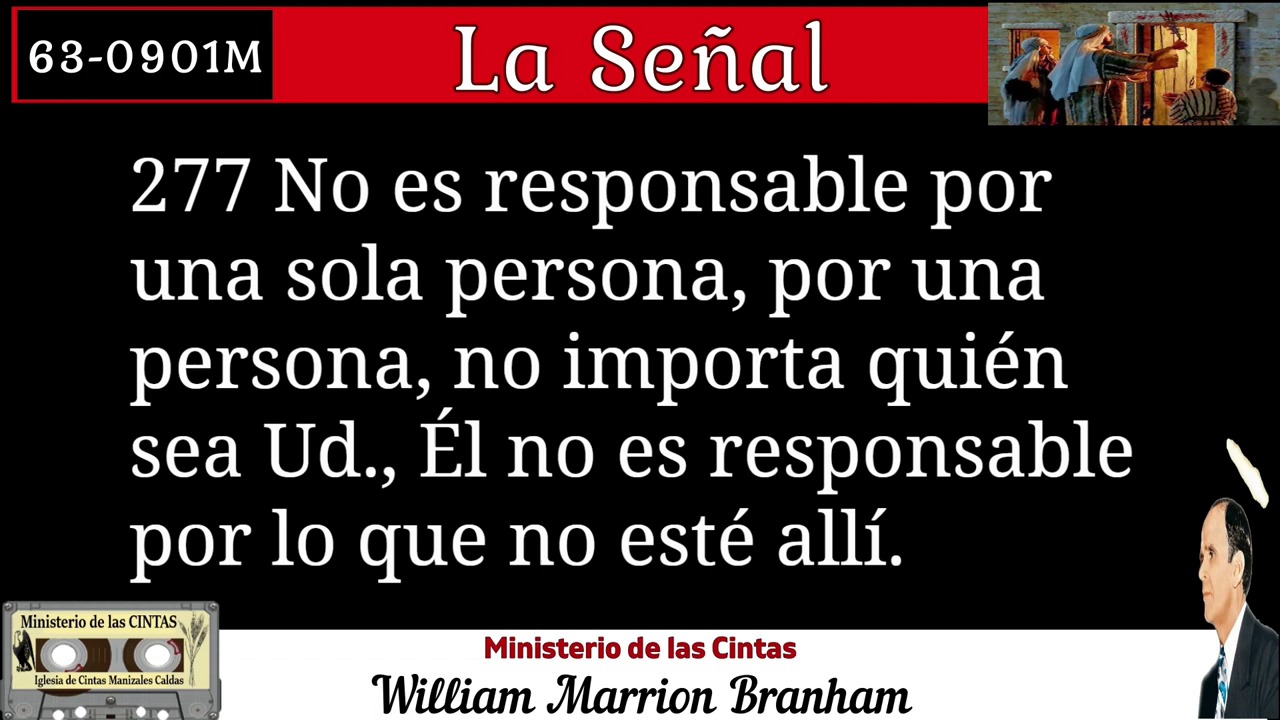 63-0901M
La Señal
277 No es responsable por
una sola persona, por una
persona, no importa quién
sea Ud., Él no es responsable
por lo que no esté allí.
Ministerio de las CINTAS
Iglesia de Cintas Manizales Caldas
Ministerio de las Cintas
William Marrion Branham